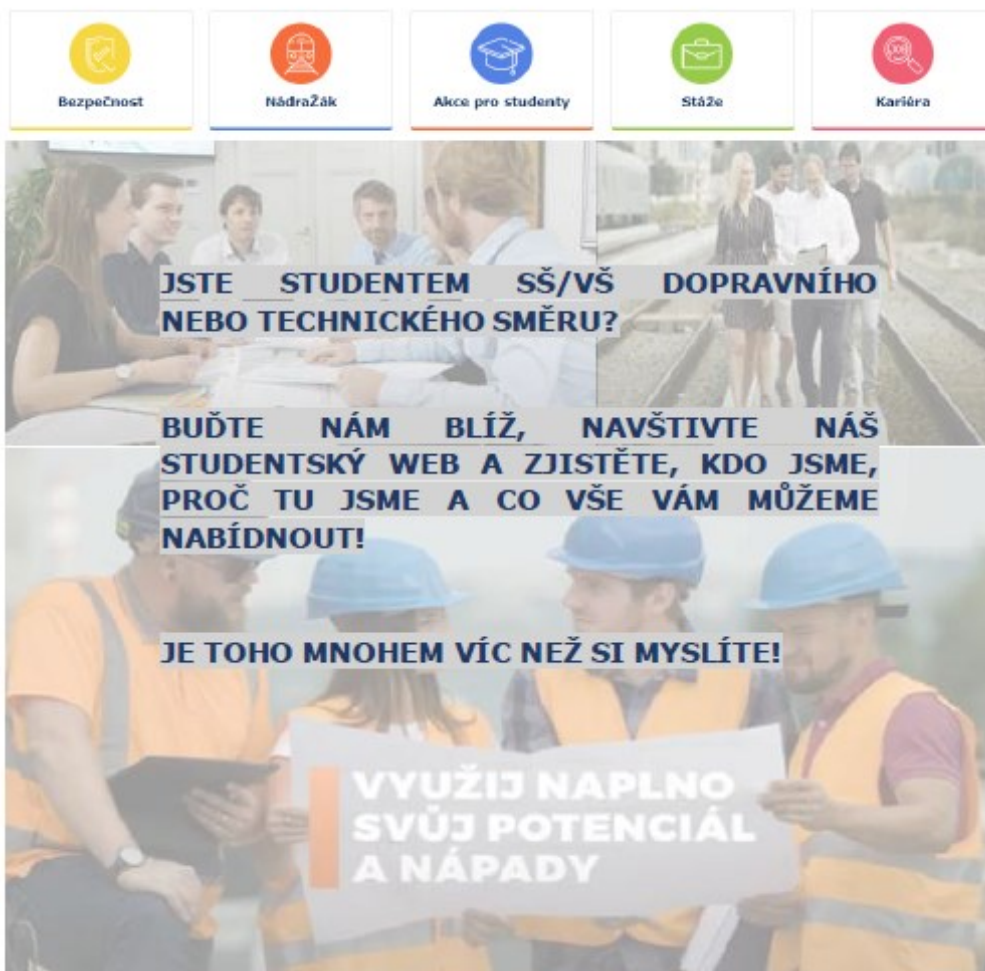 Bezpečnost
NádraŽák
Akce pro studenty
Stáže
Kariéra
JSTE STUDENTEM SŠ/VŠ DOPRAVNÍHO
NEBO TECHNICKÉHO SMĚRU?
BUĎTE NÁM BLÍŽ, NAVŠTIVTE NÁŠ
STUDENTSKÝ WEB A ZJISTĚTE, KDO JSME,
PROČ TU JSME A CO VŠE VÁM MŮŽEME
NABÍDNOUT!
JE TOHO MNOHEM VÍC NEŽ SI MYSLÍTE!
VYUŽIJ NAPLNO
SVŮJ POTENCIÁL
A NÁPADY